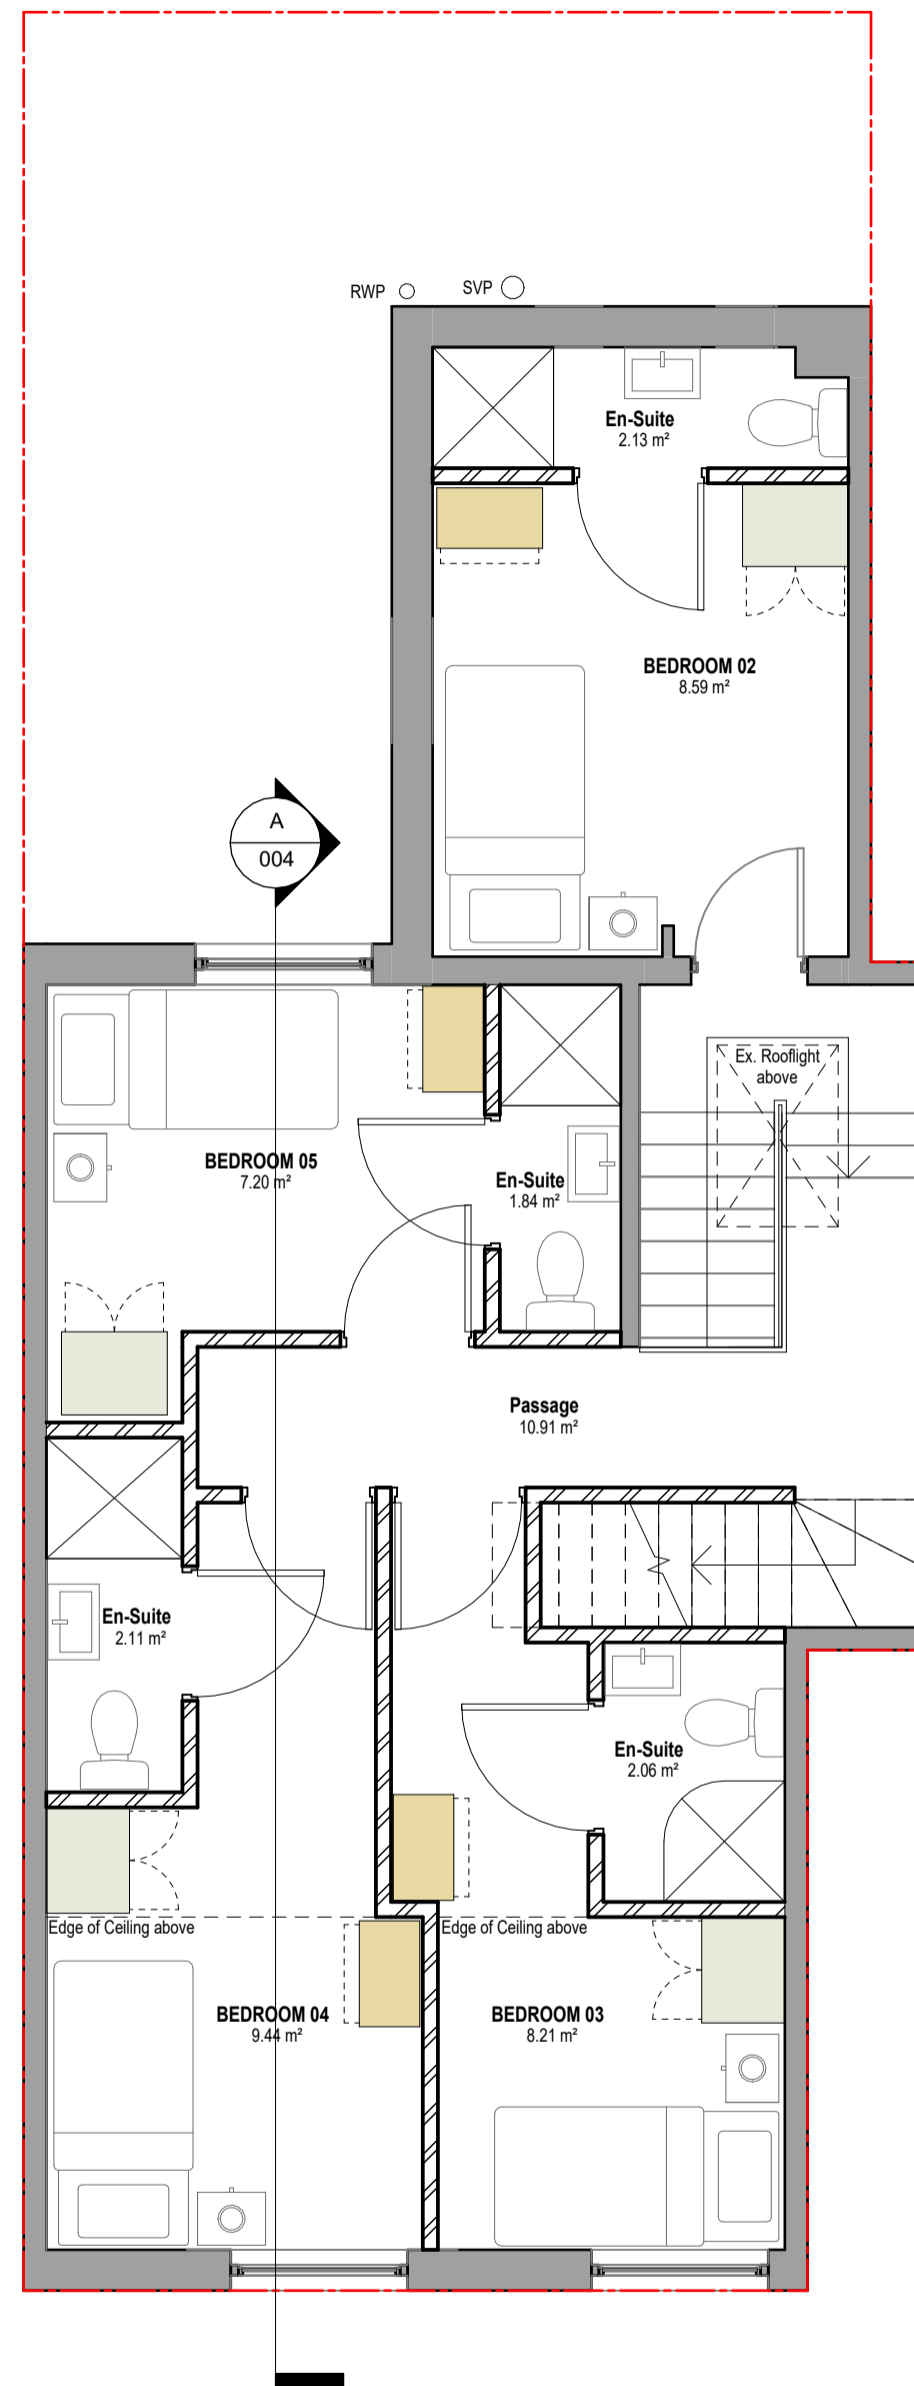 RWP
SVP
En-Suite
2.13 m²
BEDROOM 02
8.59 m²
A
004
Ex. Rooflight
above
BEDROOM 05
7.20 m²
En-Suite
1.84 m²
Passage
10.91 m²
En-Suite
2.11 m²
En-Suite
2.06 m²
Edge of Ceiling above
Edge of Ceiling above
BEDROOM 04
9.44 m²
BEDROOM 03
8.21 m²